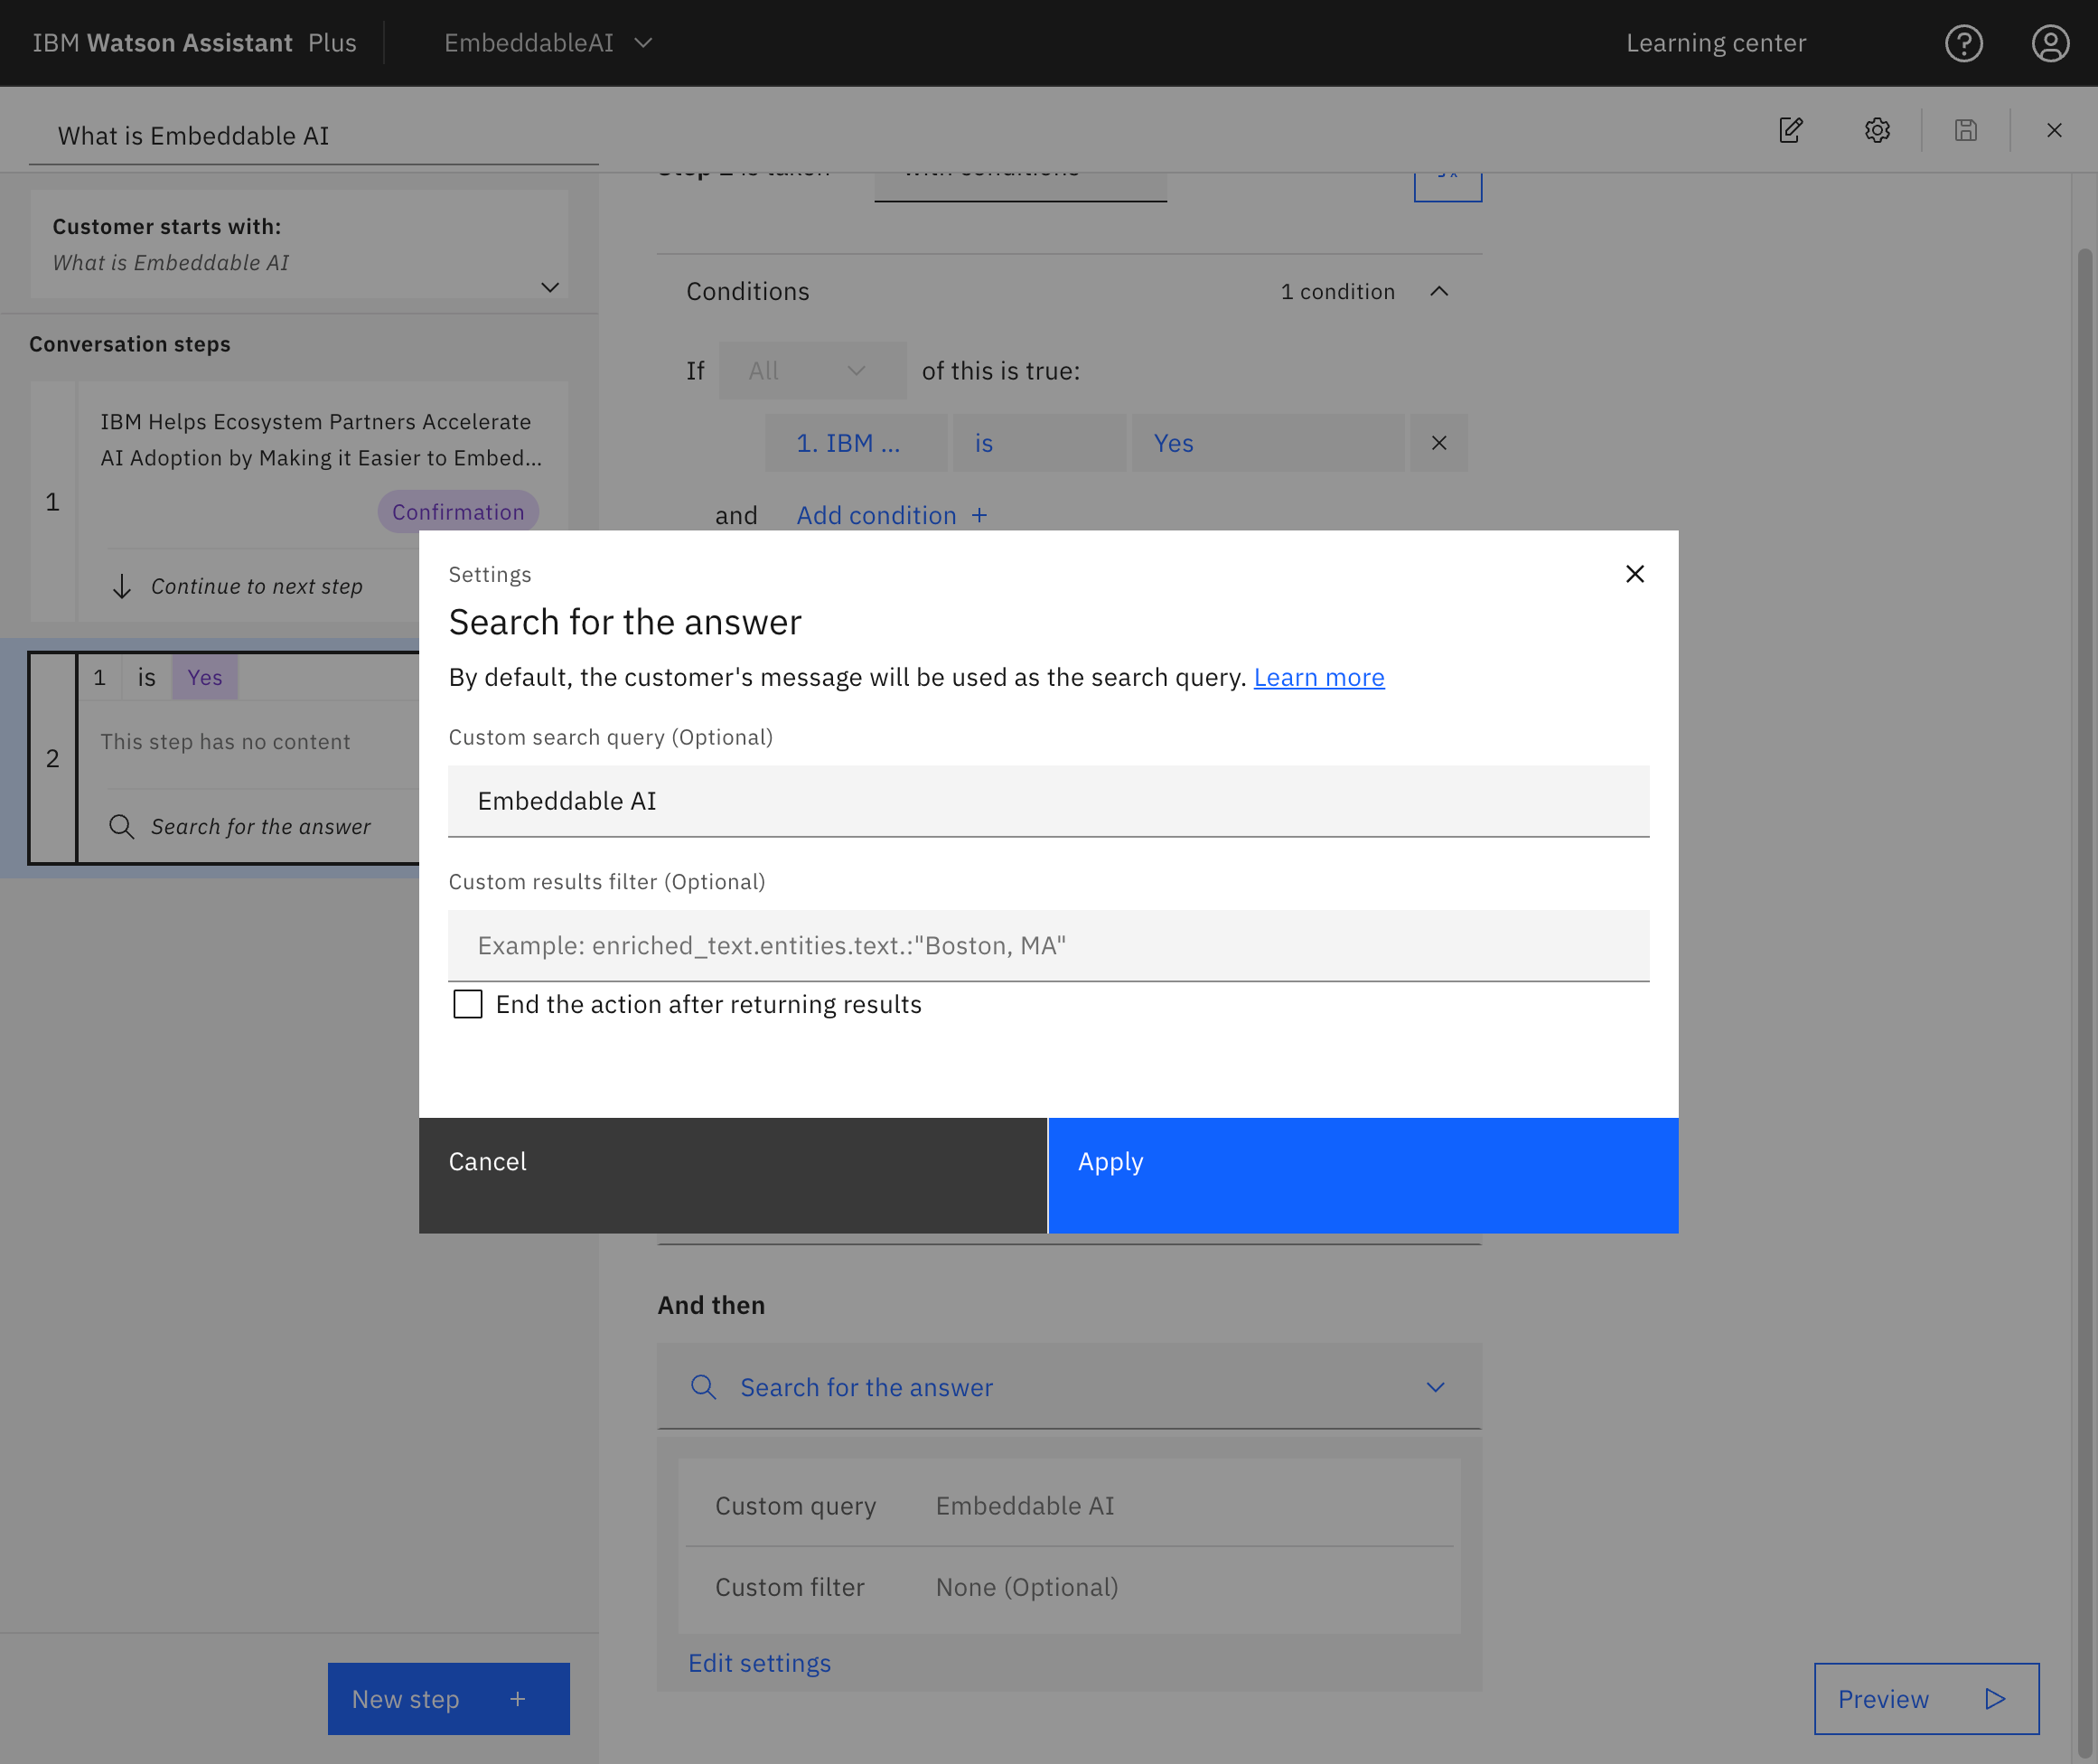 IBM Watson Assistant Plus
EmbeddableAI
Learning center
What is Embeddable AI
Customer starts with:
What is Embeddable AI
Conversation steps
1
IBM Helps Ecosystem Partners Accelerate
AI Adoption by Making it Easier to Embed...
Confirmation
Continue to next step
2
1 is Yes
This step has no content
Search for the answer
New step +
with conditions
Conditions
1 condition
If All of this is true:
1. IBM ... is Yes
and Add condition +
Settings
Search for the answer
By default, the customer's message will be used as the search query. Learn more
Custom search query (Optional)
Embeddable AI
Custom results filter (Optional)
Example: enriched_text.entities.text.:"Boston, MA"
End the action after returning results
Cancel
Apply
And then
Search for the answer
Custom query Embeddable AI
Custom filter None (Optional)
Edit settings
Preview